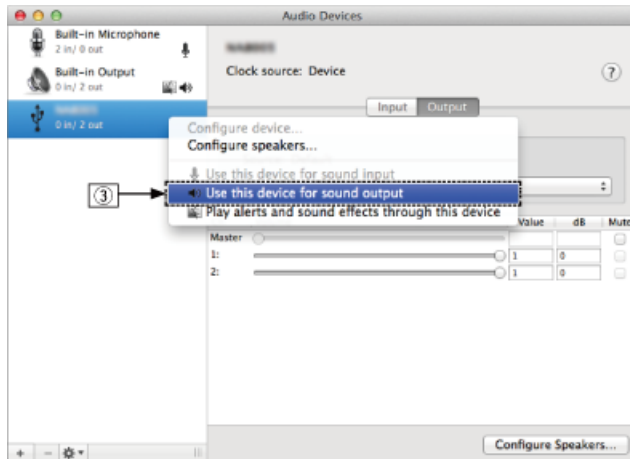 Audio Devices
Built-in Microphone
2 in/ 0 out
Built-in Output
0 in/ 2 out
0 in/ 2 out
Clock source: Device
?
Input Output
Configure device...
Configure speakers...
Use this device for sound input
③
Use this device for sound output
Play alerts and sound effects through this device
Value dB Mute
Master
1: 1 0
2: 1 0
+ -
Configure Speakers...